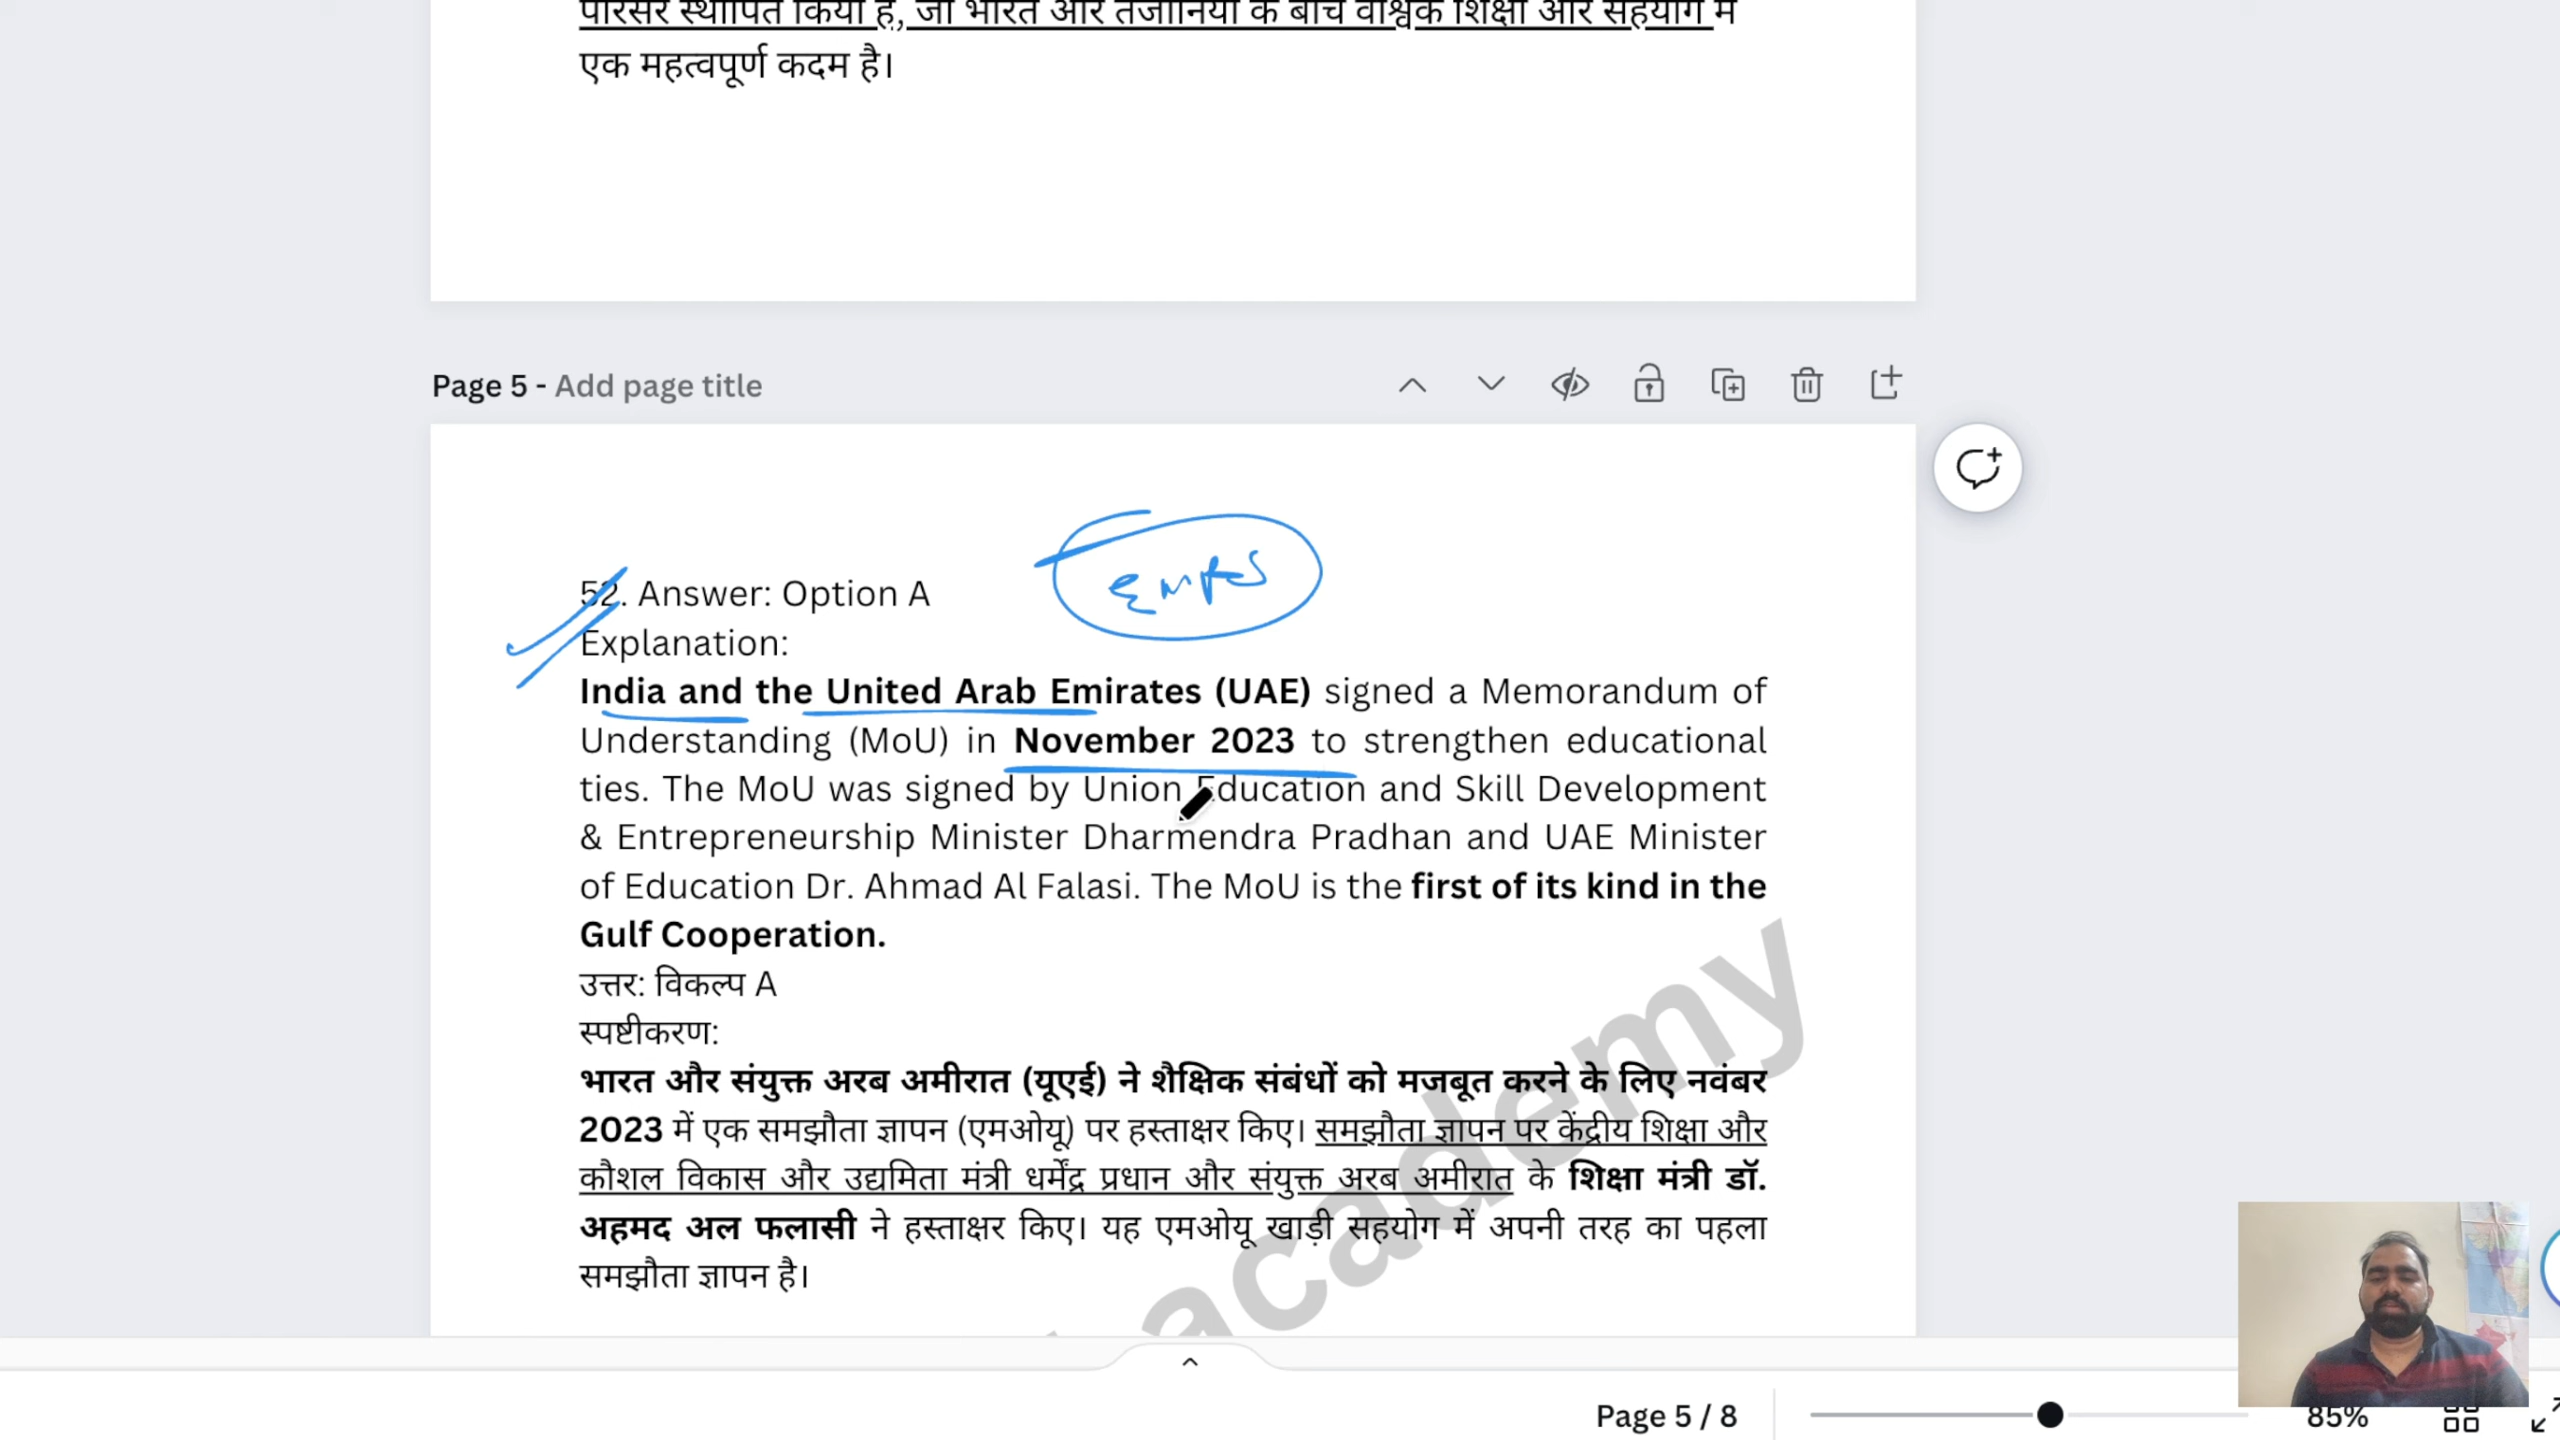 परिसर स्थापित किया है, जो भारत और तंजानिया के बीच वैश्विक शिक्षा और सहयोग में
एक महत्वपूर्ण कदम है।
Page 5 - Add page title
52. Answer: Option A
Explanation:
India and the United Arab Emirates (UAE) signed a Memorandum of
Understanding (MoU) in November 2023 to strengthen educational
ties. The MoU was signed by Union Education and Skill Development
& Entrepreneurship Minister Dharmendra Pradhan and UAE Minister
of Education Dr. Ahmad Al Falasi. The MoU is the first of its kind in the
Gulf Cooperation.
उत्तर: विकल्प A
स्पष्टीकरण:
भारत और संयुक्त अरब अमीरात (यूएई) ने शैक्षिक संबंधों को मजबूत करने के लिए नवंबर
2023 में एक समझौता ज्ञापन (एमओयू) पर हस्ताक्षर किए। समझौता ज्ञापन पर केंद्रीय शिक्षा और
कौशल विकास और उद्यमिता मंत्री धर्मेंद्र प्रधान और संयुक्त अरब अमीरात के शिक्षा मंत्री डॉ.
अहमद अल फलासी ने हस्ताक्षर किए। यह एमओयू खाड़ी सहयोग में अपनी तरह का पहला
समझौता ज्ञापन है।
academy
Page 5 / 8
85%